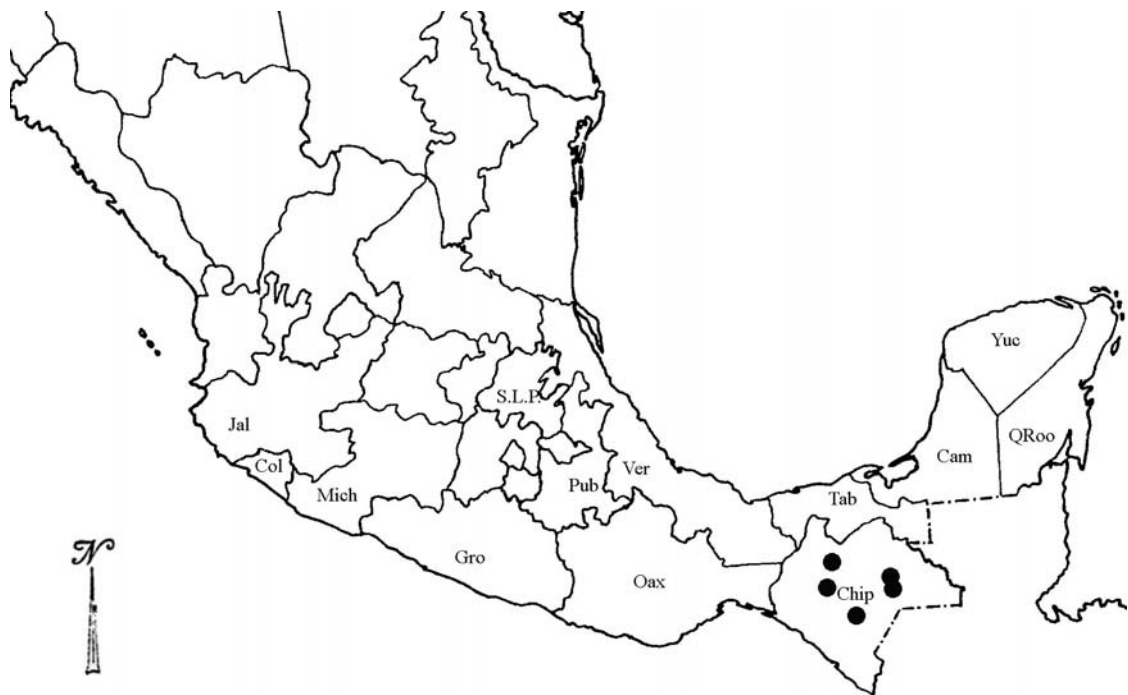 Yuc
S.L.P.
Jal
QRoo
Cam
Col
Ver
Mich
Pub
Tab
N
Gro
Oax
Chip